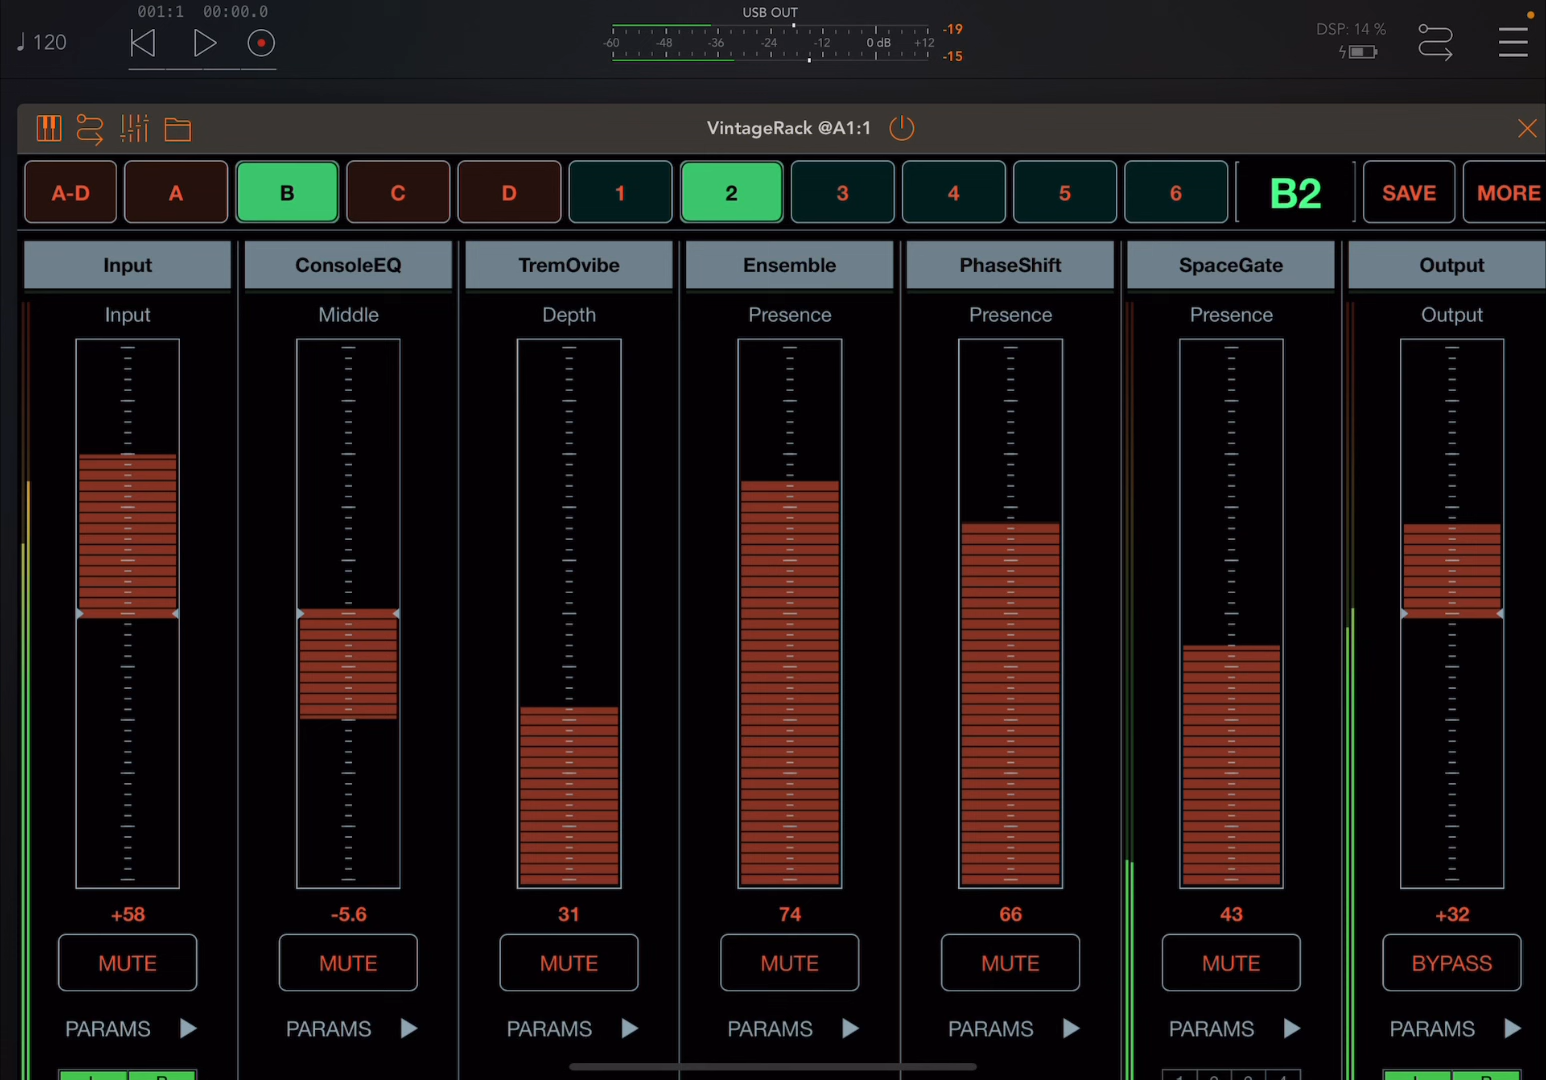 001:1 00:00.0
♩ 120
USB OUT
-60 -48 -36 -24 -12 0 dB +12
-19
-15
DSP: 14 %
VintageRack @A1:1
A-D A B C D 1 2 3 4 5 6 B2 SAVE MORE
Input ConsoleEQ TremOvibe Ensemble PhaseShift SpaceGate Output
Input Middle Depth Presence Presence Presence Output
+58 -5.6 31 74 66 43 +32
MUTE MUTE MUTE MUTE MUTE MUTE BYPASS
PARAMS PARAMS PARAMS PARAMS PARAMS PARAMS PARAMS